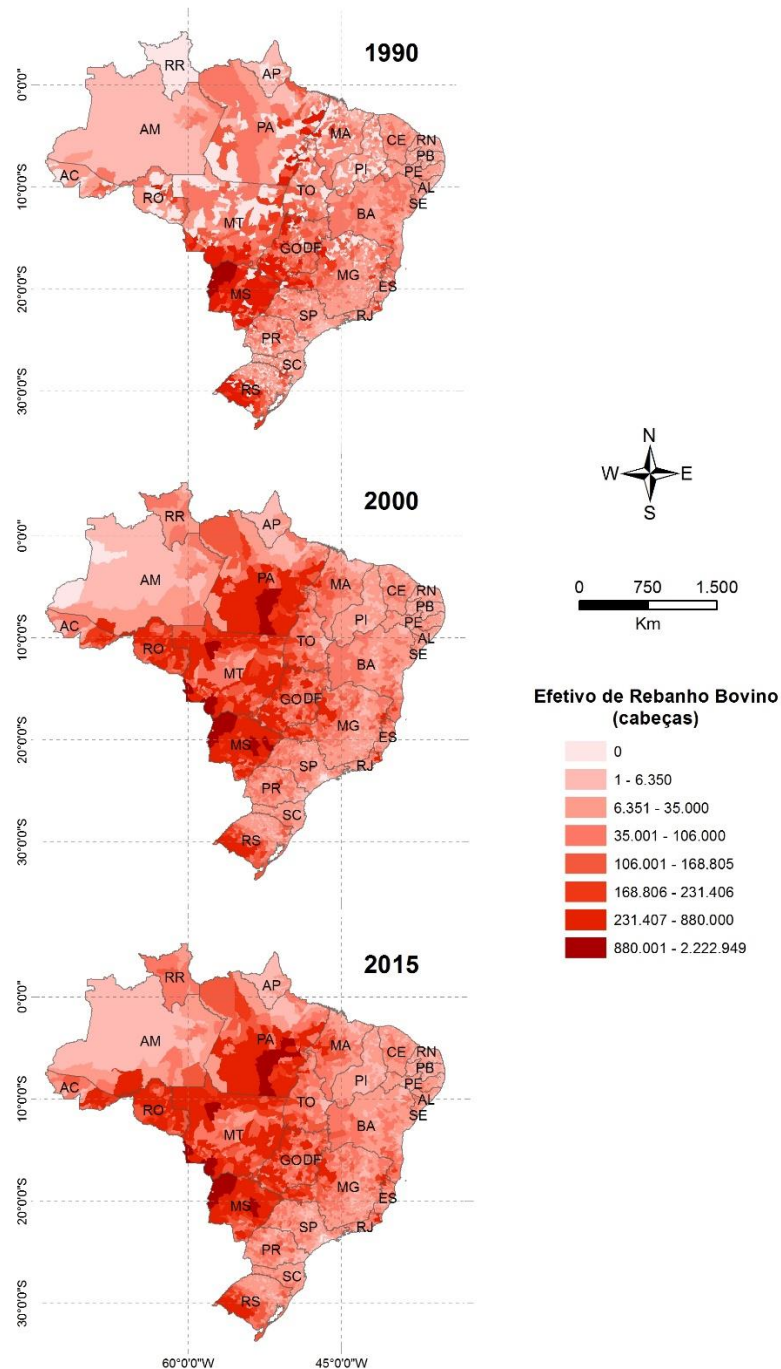 1990
0°0'0"
10°0'0"S
20°0'0"S
30°0'0"S
RR
AP
AM
PA
MA
CE
RN
PB
PI
PE
AL
SE
AC
RO
TO
BA
MT
GO
DF
MG
ES
MS
SP
RJ
PR
SC
RS
N
W
E
S
0 750 1.500
Km
Efetivo de Rebanho Bovino
(cabeças)
0
1 - 6.350
6.351 - 35.000
35.001 - 106.000
106.001 - 168.805
168.806 - 231.406
231.407 - 880.000
880.001 - 2.222.949
2000
0°0'0"
10°0'0"S
20°0'0"S
30°0'0"S
RR
AP
AM
PA
MA
CE
RN
PB
PI
PE
AL
SE
AC
RO
TO
BA
MT
GO
DF
MG
ES
MS
SP
RJ
PR
SC
RS
2015
0°0'0"
10°0'0"S
20°0'0"S
30°0'0"S
RR
AP
AM
PA
MA
CE
RN
PB
PI
PE
AL
SE
AC
RO
TO
BA
MT
GO
DF
MG
ES
MS
SP
RJ
PR
SC
RS
60°0'0"W
45°0'0"W